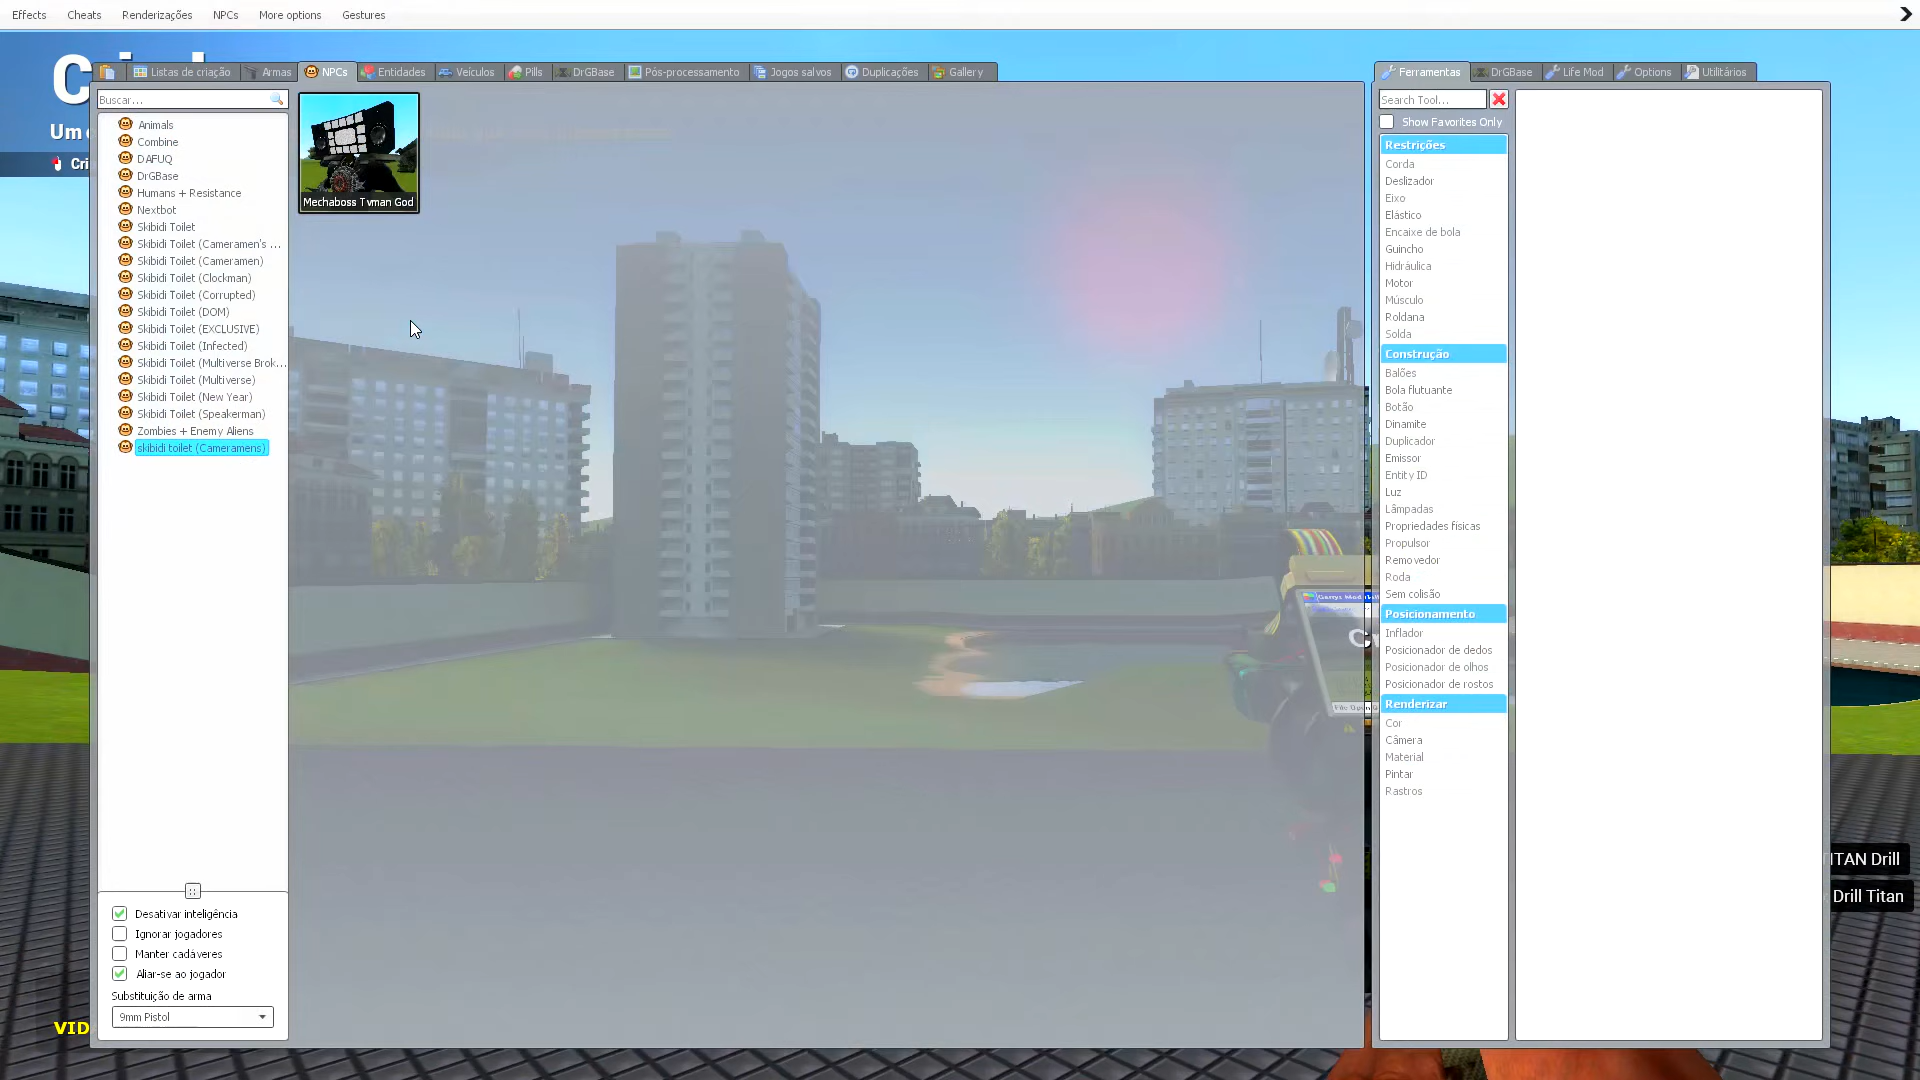 Effects
Cheats
Renderizações
NPCs
More options
Gestures
Um
Cri
Listas de criação
Armas
NPCs
Entidades
Veículos
Pills
DrGBase
Pós-processamento
Jogos salvos
Duplicações
Gallery
Buscar...
Animals
Combine
DAFUQ
DrGBase
Humans + Resistance
Nextbot
Skibidi Toilet
Skibidi Toilet (Cameramen's ...
Skibidi Toilet (Cameramen)
Skibidi Toilet (Clockman)
Skibidi Toilet (Corrupted)
Skibidi Toilet (DOM)
Skibidi Toilet (EXCLUSIVE)
Skibidi Toilet (Infected)
Skibidi Toilet (Multiverse Brok...
Skibidi Toilet (Multiverse)
Skibidi Toilet (New Year)
Skibidi Toilet (Speakerman)
Zombies + Enemy Aliens
skibidi toilet (Cameramens)
Desativar inteligência
Ignorar jogadores
Manter cadáveres
Aliar-se ao jogador
Substituição de arma
9mm Pistol
VID
Mechaboss Tvman God
Ferramentas
DrGBase
Life Mod
Options
Utilitários
Search Tool...
Show Favorites Only
Restrições
Corda
Deslizador
Eixo
Elástico
Encaixe de bola
Guincho
Hidráulica
Motor
Músculo
Roldana
Solda
Construção
Balões
Bola flutuante
Botão
Dinamite
Duplicador
Emissor
Entity ID
Luz
Lâmpadas
Propriedades físicas
Propulsor
Removedor
Roda
Sem colisão
Posicionamento
Inflador
Posicionador de dedos
Posicionador de olhos
Posicionador de rostos
Renderizar
Cor
Câmera
Material
Pintar
Rastros
ITAN Drill
Drill Titan